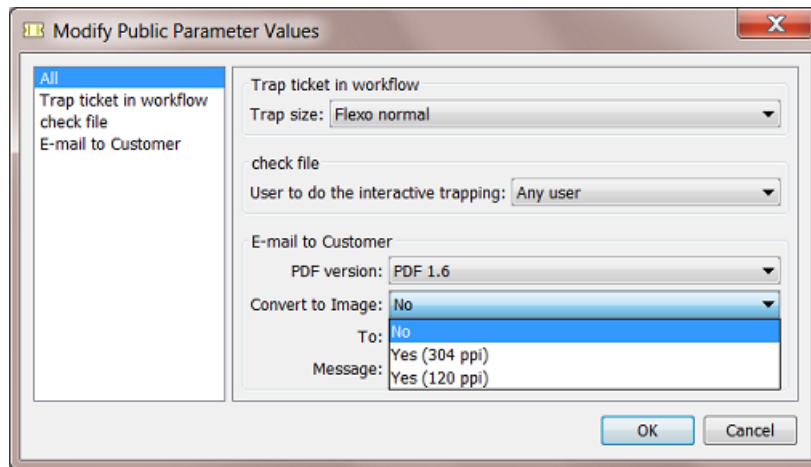 Modify Public Parameter Values
All
Trap ticket in workflow
check file
E-mail to Customer
Trap ticket in workflow
Trap size: Flexo normal
check file
User to do the interactive trapping: Any user
E-mail to Customer
PDF version: PDF 1.6
Convert to Image: No
To:
No
Yes (304 ppi)
Message:
Yes (120 ppi)
OK
Cancel